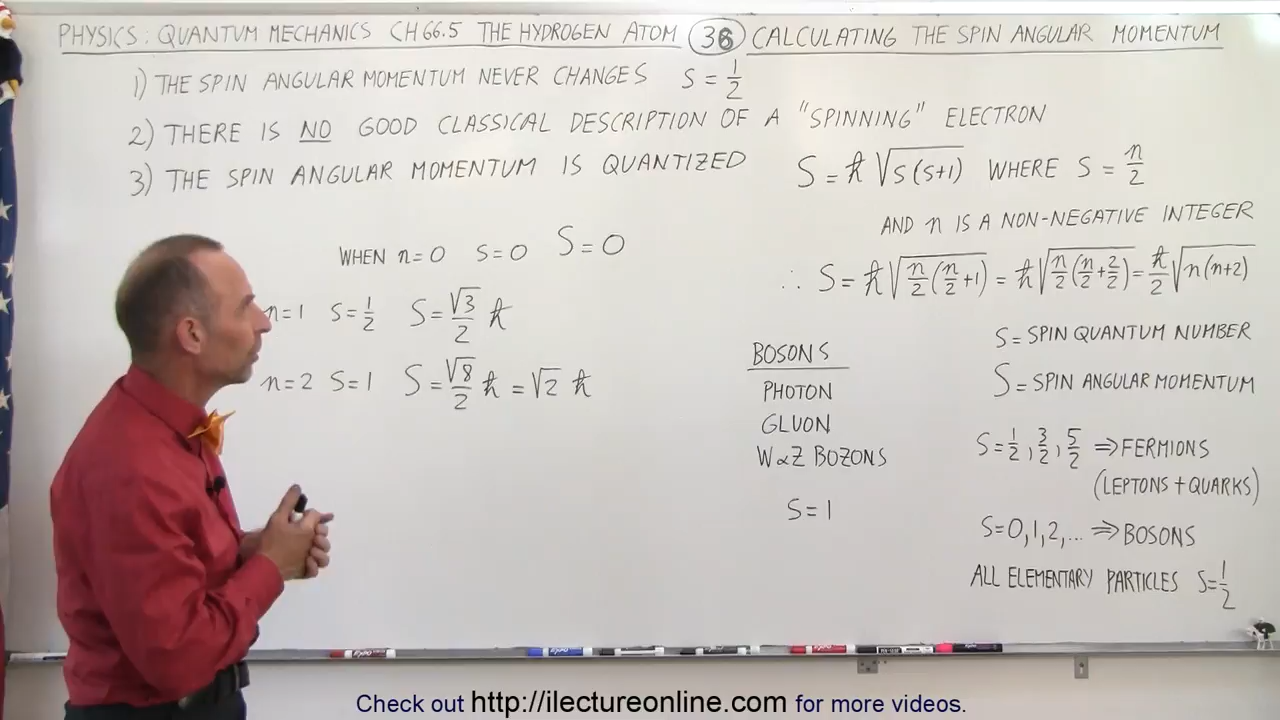 PHYSICS: QUANTUM MECHANICS CH 66.5 THE HYDROGEN ATOM 36 CALCULATING THE SPIN ANGULAR MOMENTUM
1) THE SPIN ANGULAR MOMENTUM NEVER CHANGES s = 1/2
2) THERE IS NO GOOD CLASSICAL DESCRIPTION OF A "SPINNING" ELECTRON
3) THE SPIN ANGULAR MOMENTUM IS QUANTIZED
S = ℏ √(s(s+1)) WHERE s = n/2
AND n IS A NON-NEGATIVE INTEGER
∴ S = ℏ√(n/2(n/2+1)) = ℏ√(n/2(n/2+2/2)) = ℏ/2 √(n(n+2))
WHEN n=0 s=0 S=0
n=1 s=1/2 S=√3/2 ℏ
n=2 s=1 S=√8/2 ℏ = √2 ℏ
BOSONS
PHOTON
GLUON
W & Z BOZONS
s=1
s = SPIN QUANTUM NUMBER
S = SPIN ANGULAR MOMENTUM
s=1/2, 3/2, 5/2 ⇒ FERMIONS
(LEPTONS + QUARKS)
s=0,1,2,... ⇒ BOSONS
ALL ELEMENTARY PARTICLES s=1/2
Check out http://ilectureonline.com for more videos.